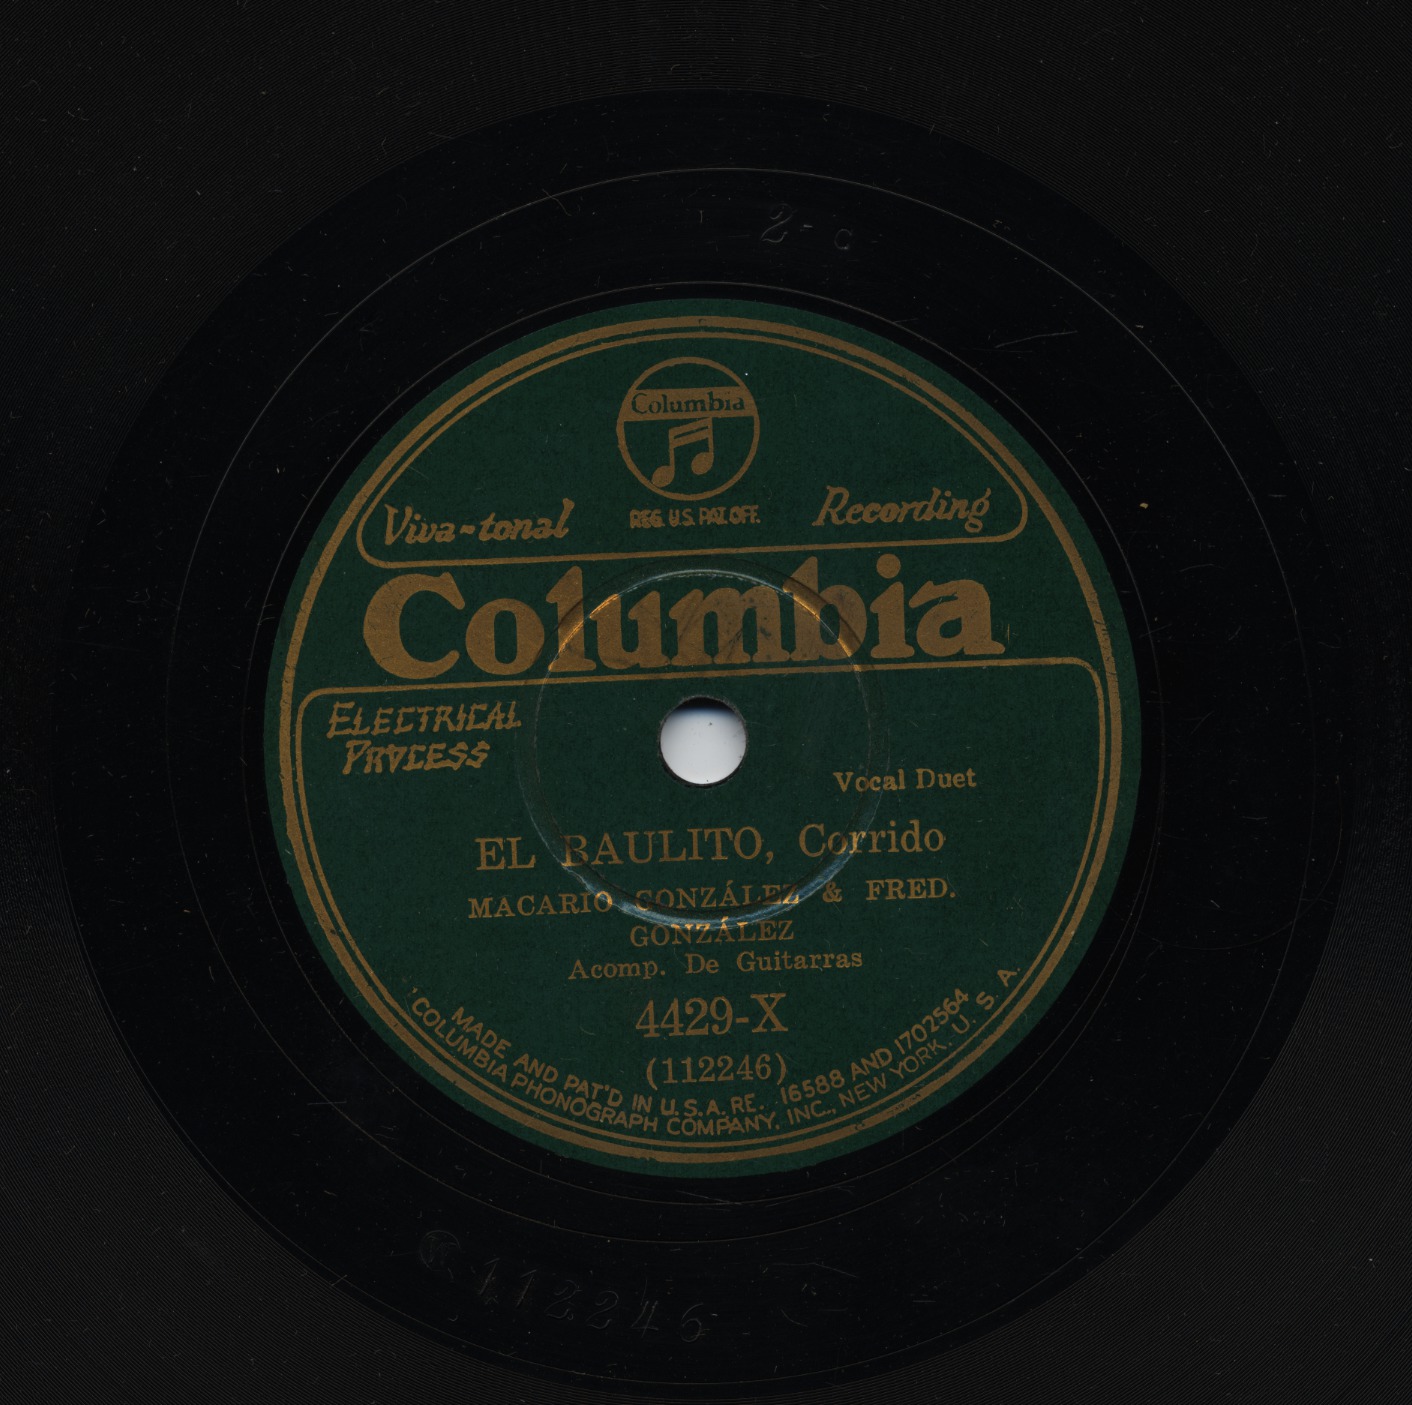 2-C
Columbia
REG. U.S. PAT. OFF.
Viva-tonal Recording
Columbia
ELECTRICAL
PROCESS
Vocal Duet
EL BAULITO, Corrido
MACARIO GONZÁLEZ & FRED.
GONZÁLEZ
Acomp. De Guitarras
4429-X
(112246)
MADE AND PAT'D IN U.S.A. RE. 16588 AND 1702564
COLUMBIA PHONOGRAPH COMPANY, INC., NEW YORK. U. S. A.
W 112246